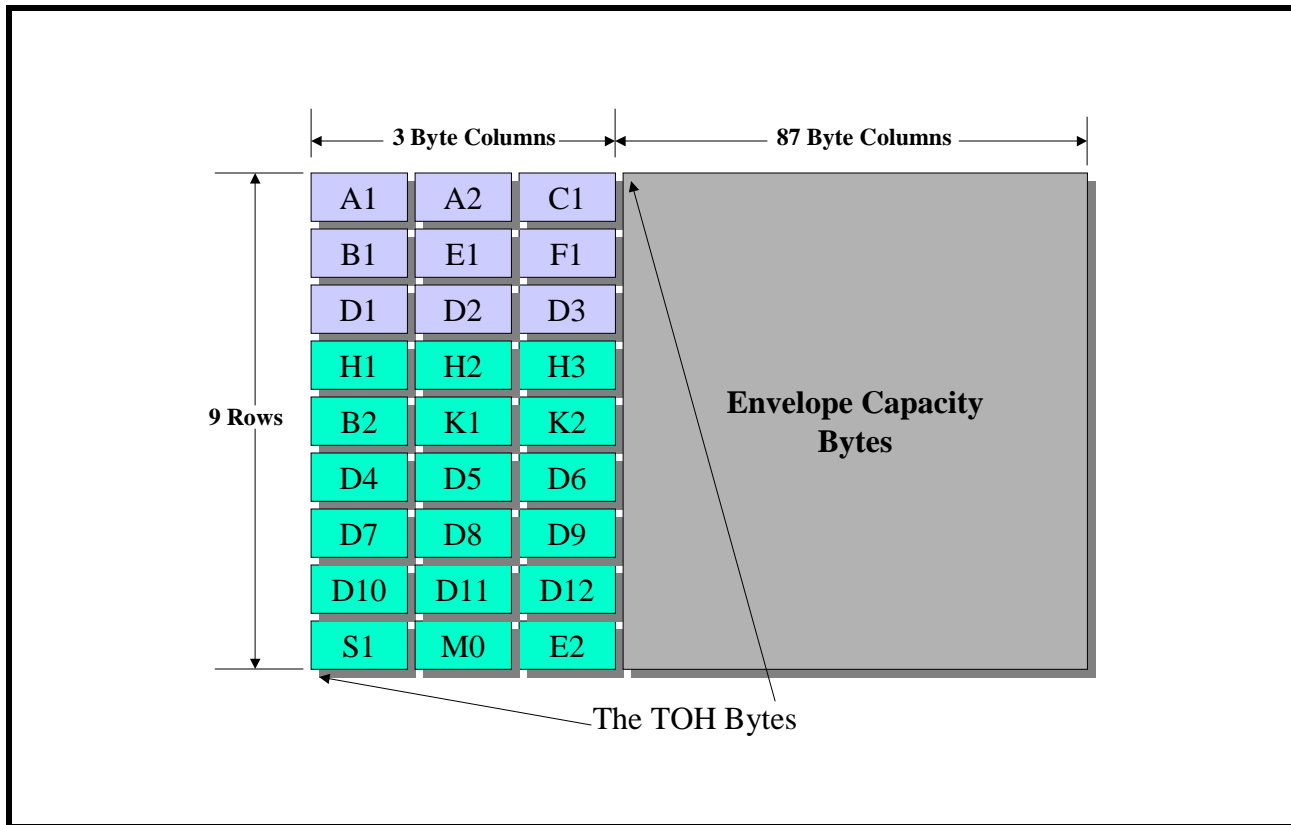 3 Byte Columns
87 Byte Columns
A1 A2 C1
B1 E1 F1
D1 D2 D3
H1 H2 H3
9 Rows
B2 K1 K2
D4 D5 D6
D7 D8 D9
D10 D11 D12
S1 M0 E2
Envelope Capacity
Bytes
The TOH Bytes